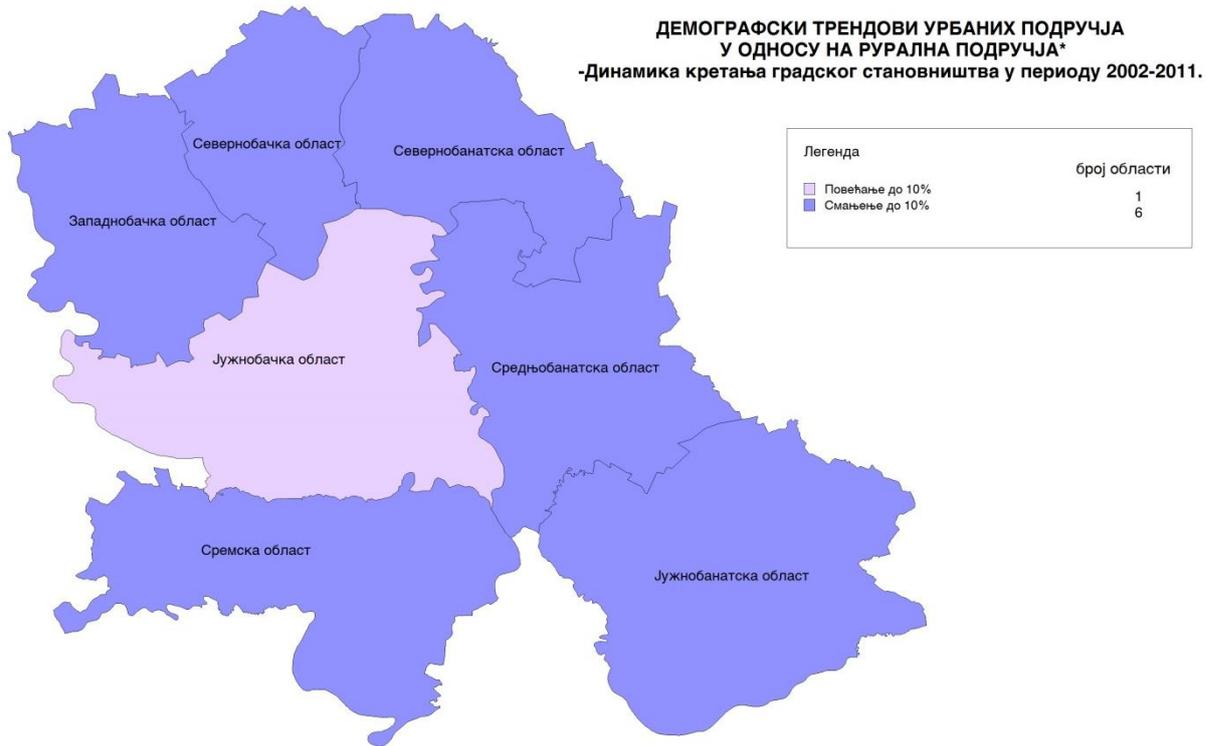 ДЕМОГРАФСКИ ТРЕНДОВИ УРБАНИХ ПОДРУЧЈА
У ОДНОСУ НА РУРАЛНА ПОДРУЧЈА*
-Динамика кретања градског становништва у периоду 2002-2011.
Легенда
број области
Повећање до 10% 1
Смањење до 10% 6
Севернобачка област
Севернобанатска област
Западнобачка област
Јужнобачка област
Средњобанатска област
Сремска област
Јужнобанатска област